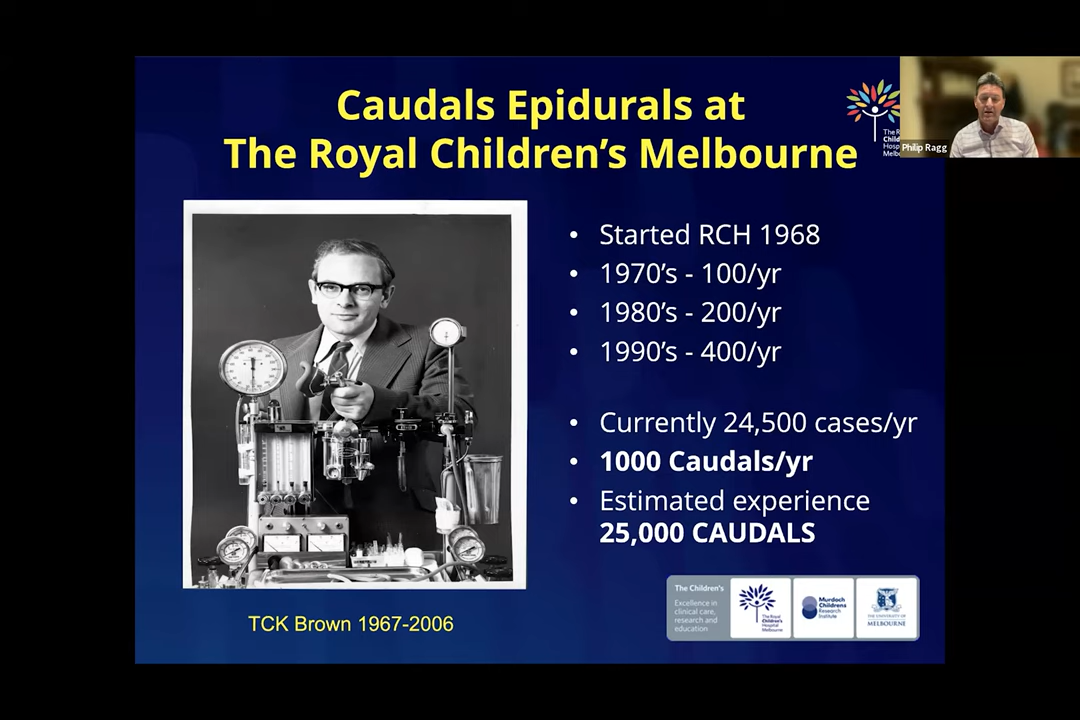 Caudals Epidurals at
The Royal Children’s Melbourne
Philip Ragg
• Started RCH 1968
• 1970’s - 100/yr
• 1980’s - 200/yr
• 1990’s - 400/yr
• Currently 24,500 cases/yr
• 1000 Caudals/yr
• Estimated experience
25,000 CAUDALS
TCK Brown 1967-2006
The Children's
Excellence in
clinical care,
research and
education
The Royal
Children's
Hospital
Melbourne
Murdoch
Childrens
Research
Institute
THE UNIVERSITY OF
MELBOURNE